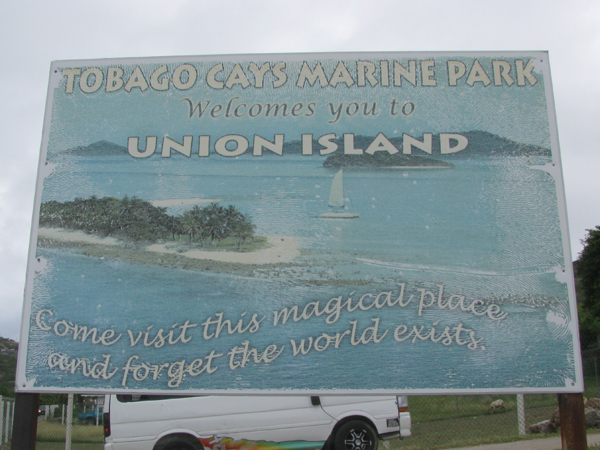 TOBAGO CAYS MARINE PARK
Welcomes you to
UNION ISLAND
Come visit this magical place
and forget the world exists.